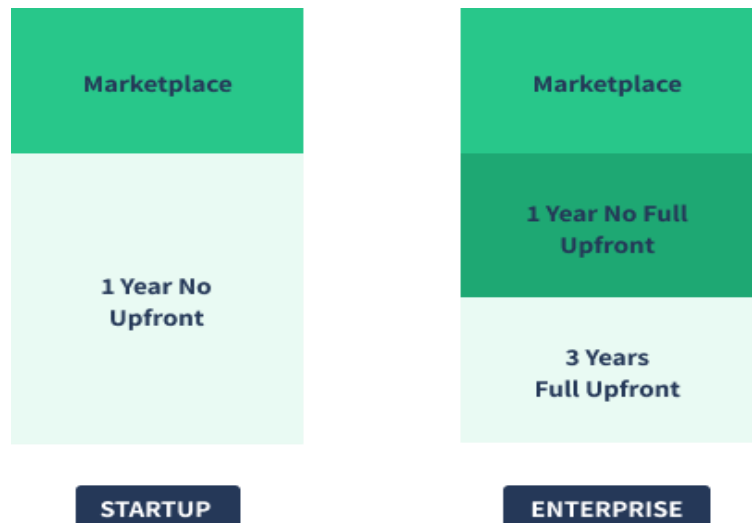 Marketplace
1 Year No
Upfront
STARTUP
Marketplace
1 Year No Full
Upfront
3 Years
Full Upfront
ENTERPRISE